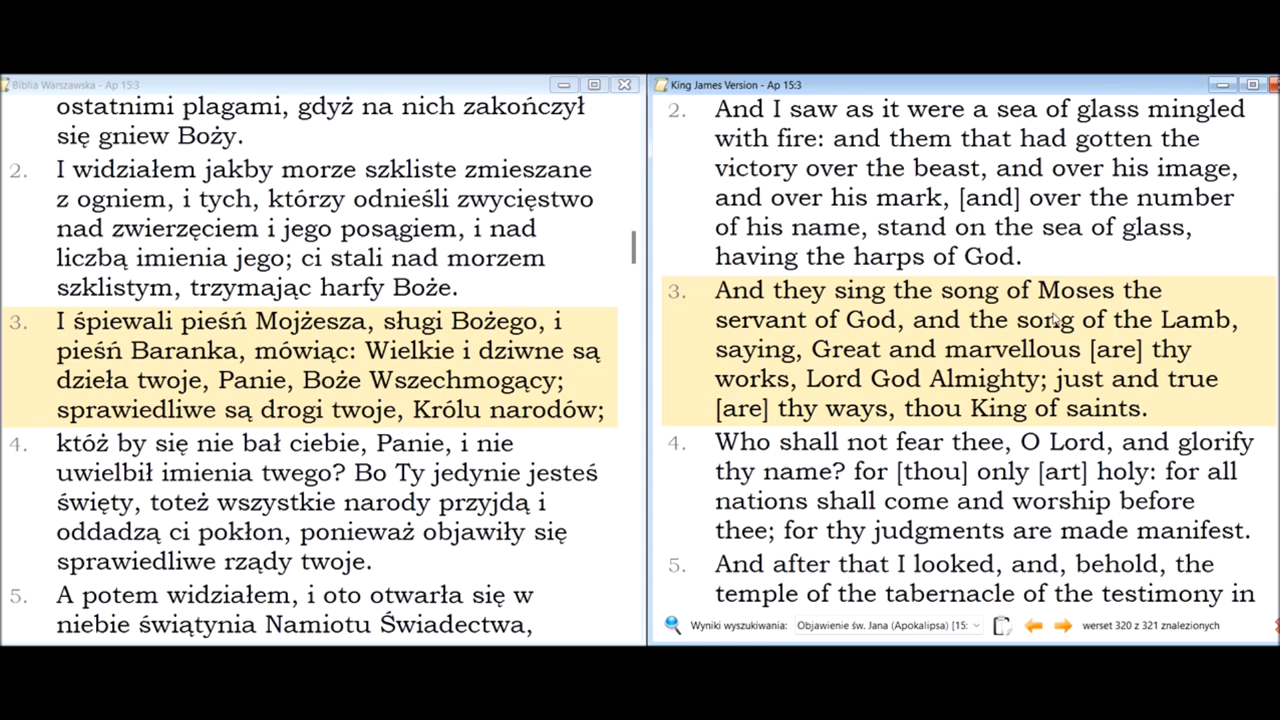 Biblia Warszawska - Ap 15:3
ostatnimi plagami, gdyż na nich zakończył
się gniew Boży.
2. I widziałem jakby morze szkliste zmieszane
z ogniem, i tych, którzy odnieśli zwycięstwo
nad zwierzęciem i jego posągiem, i nad
liczbą imienia jego; ci stali nad morzem
szklistym, trzymając harfy Boże.
3. I śpiewali pieśń Mojżesza, sługi Bożego, i
pieśń Baranka, mówiąc: Wielkie i dziwne są
dzieła twoje, Panie, Boże Wszechmogący;
sprawiedliwe są drogi twoje, Królu narodów;
4. któż by się nie bał ciebie, Panie, i nie
uwielbił imienia twego? Bo Ty jedynie jesteś
święty, toteż wszystkie narody przyjdą i
oddadzą ci pokłon, ponieważ objawiły się
sprawiedliwe rządy twoje.
5. A potem widziałem, i oto otwarła się w
niebie świątynia Namiotu Świadectwa,
King James Version - Ap 15:3
2. And I saw as it were a sea of glass mingled
with fire: and them that had gotten the
victory over the beast, and over his image,
and over his mark, [and] over the number
of his name, stand on the sea of glass,
having the harps of God.
3. And they sing the song of Moses the
servant of God, and the song of the Lamb,
saying, Great and marvellous [are] thy
works, Lord God Almighty; just and true
[are] thy ways, thou King of saints.
4. Who shall not fear thee, O Lord, and glorify
thy name? for [thou] only [art] holy: for all
nations shall come and worship before
thee; for thy judgments are made manifest.
5. And after that I looked, and, behold, the
temple of the tabernacle of the testimony in
Wyniki wyszukiwania: Objawienie św. Jana (Apokalipsa) [15: werset 320 z 321 znalezionych